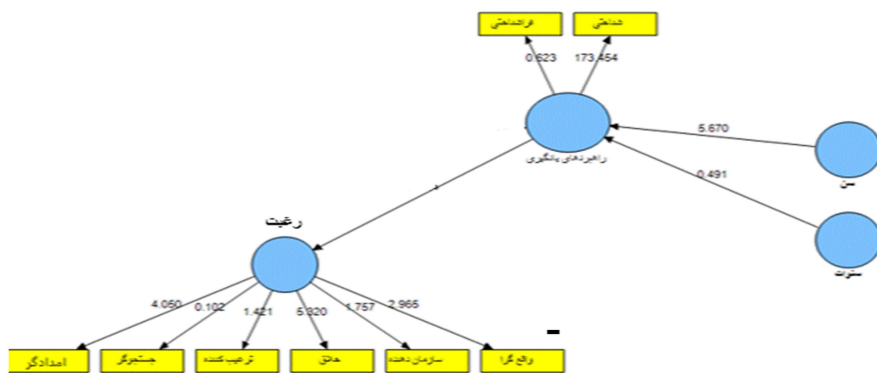 فراشناختی شناختی
0.623 173.454
راهبردهای یادگیری
5.670
0.491
سن
سنوات
رغبت
4.050 0.102 1.421 5.320 1.757 2.965
امدادگر جستجوگر ترغیب کننده خلاق سازمان دهنده واقع گرا